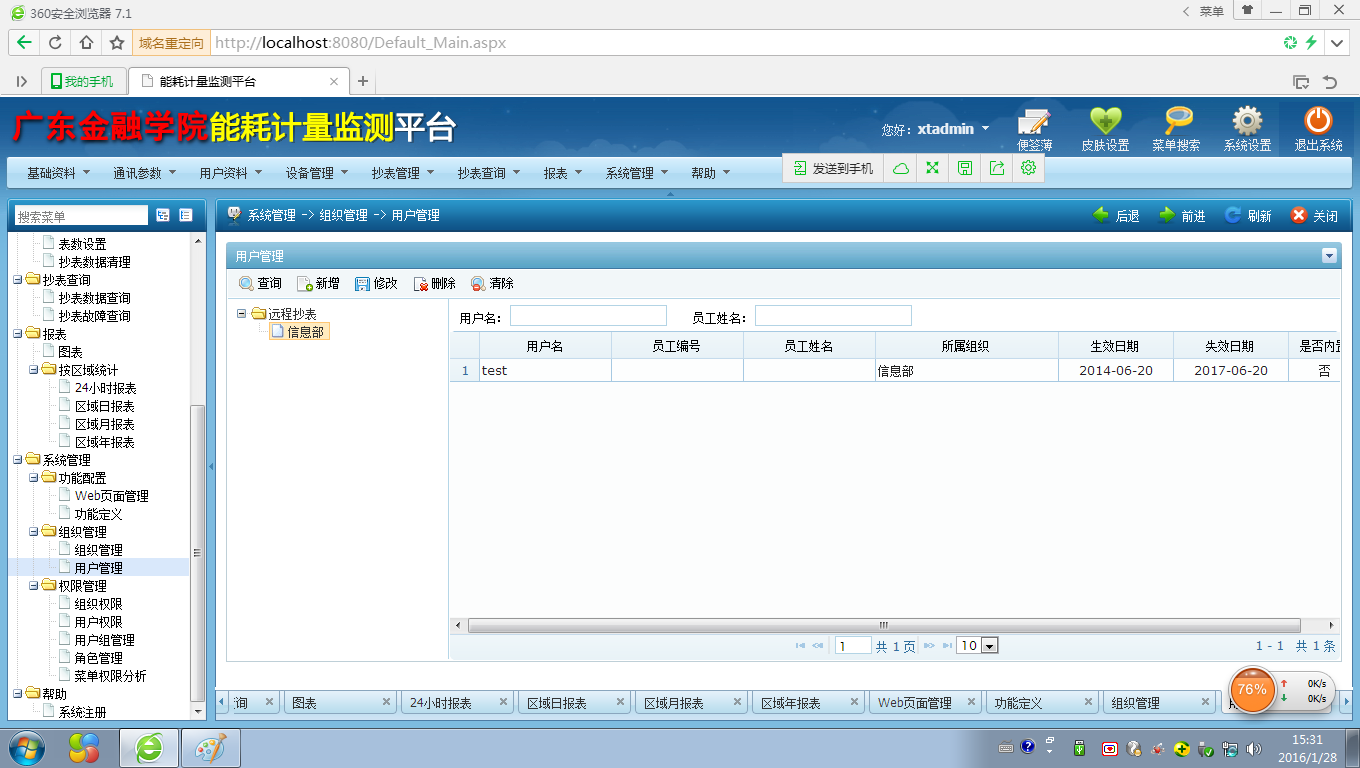 360安全浏览器 7.1
菜单
域名重定向 http://localhost:8080/Default_Main.aspx
我的手机 能耗计量监测平台
广东金融学院能耗计量监测平台
您好：xtadmin
便签薄 皮肤设置 菜单搜索 系统设置 退出系统
基础资料 通讯参数 用户资料 设备管理 抄表管理 抄表查询 报表 系统管理 帮助
发送到手机
搜索菜单
系统管理 -> 组织管理 -> 用户管理
后退 前进 刷新 关闭
表数设置
抄表数据清理
抄表查询
抄表数据查询
抄表故障查询
报表
图表
按区域统计
24小时报表
区域日报表
区域月报表
区域年报表
系统管理
功能配置
Web页面管理
功能定义
组织管理
组织管理
用户管理
权限管理
组织权限
用户权限
用户组管理
角色管理
菜单权限分析
帮助
系统注册
用户管理
查询 新增 修改 删除 清除
远程抄表
信息部
用户名： 员工姓名：
用户名 员工编号 员工姓名 所属组织 生效日期 失效日期 是否内置
1 test 信息部 2014-06-20 2017-06-20 否
1 共 1 页 10 1 - 1 共 1 条
询 图表 24小时报表 区域日报表 区域月报表 区域年报表 Web页面管理 功能定义 组织管理
76% 0K/s
0K/s
15:31
2016/1/28